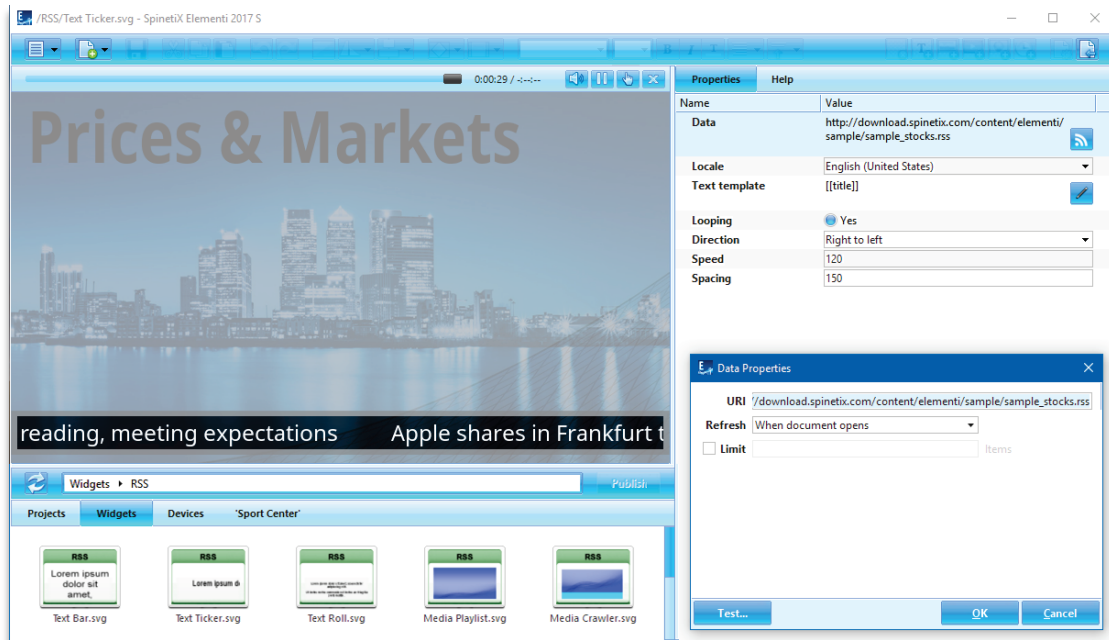 /RSS/Text Ticker.svg - SpinetiX Elementi 2017 S
0:00:29 / -:--:--
Prices & Markets
reading, meeting expectations Apple shares in Frankfurt t
Widgets RSS
Publish
Projects Widgets Devices 'Sport Center'
RSS
Lorem ipsum
dolor sit
amet,
Text Bar.svg
RSS
Lorem ipsum d
Text Ticker.svg
RSS
Text Roll.svg
RSS
Media Playlist.svg
RSS
Media Crawler.svg
Properties Help
Name Value
Data http://download.spinetix.com/content/elementi/
sample/sample_stocks.rss
Locale English (United States)
Text template [[title]]
Looping Yes
Direction Right to left
Speed 120
Spacing 150
Data Properties
URI '/download.spinetix.com/content/elementi/sample/sample_stocks.rss
Refresh When document opens
Limit Items
Test... OK Cancel